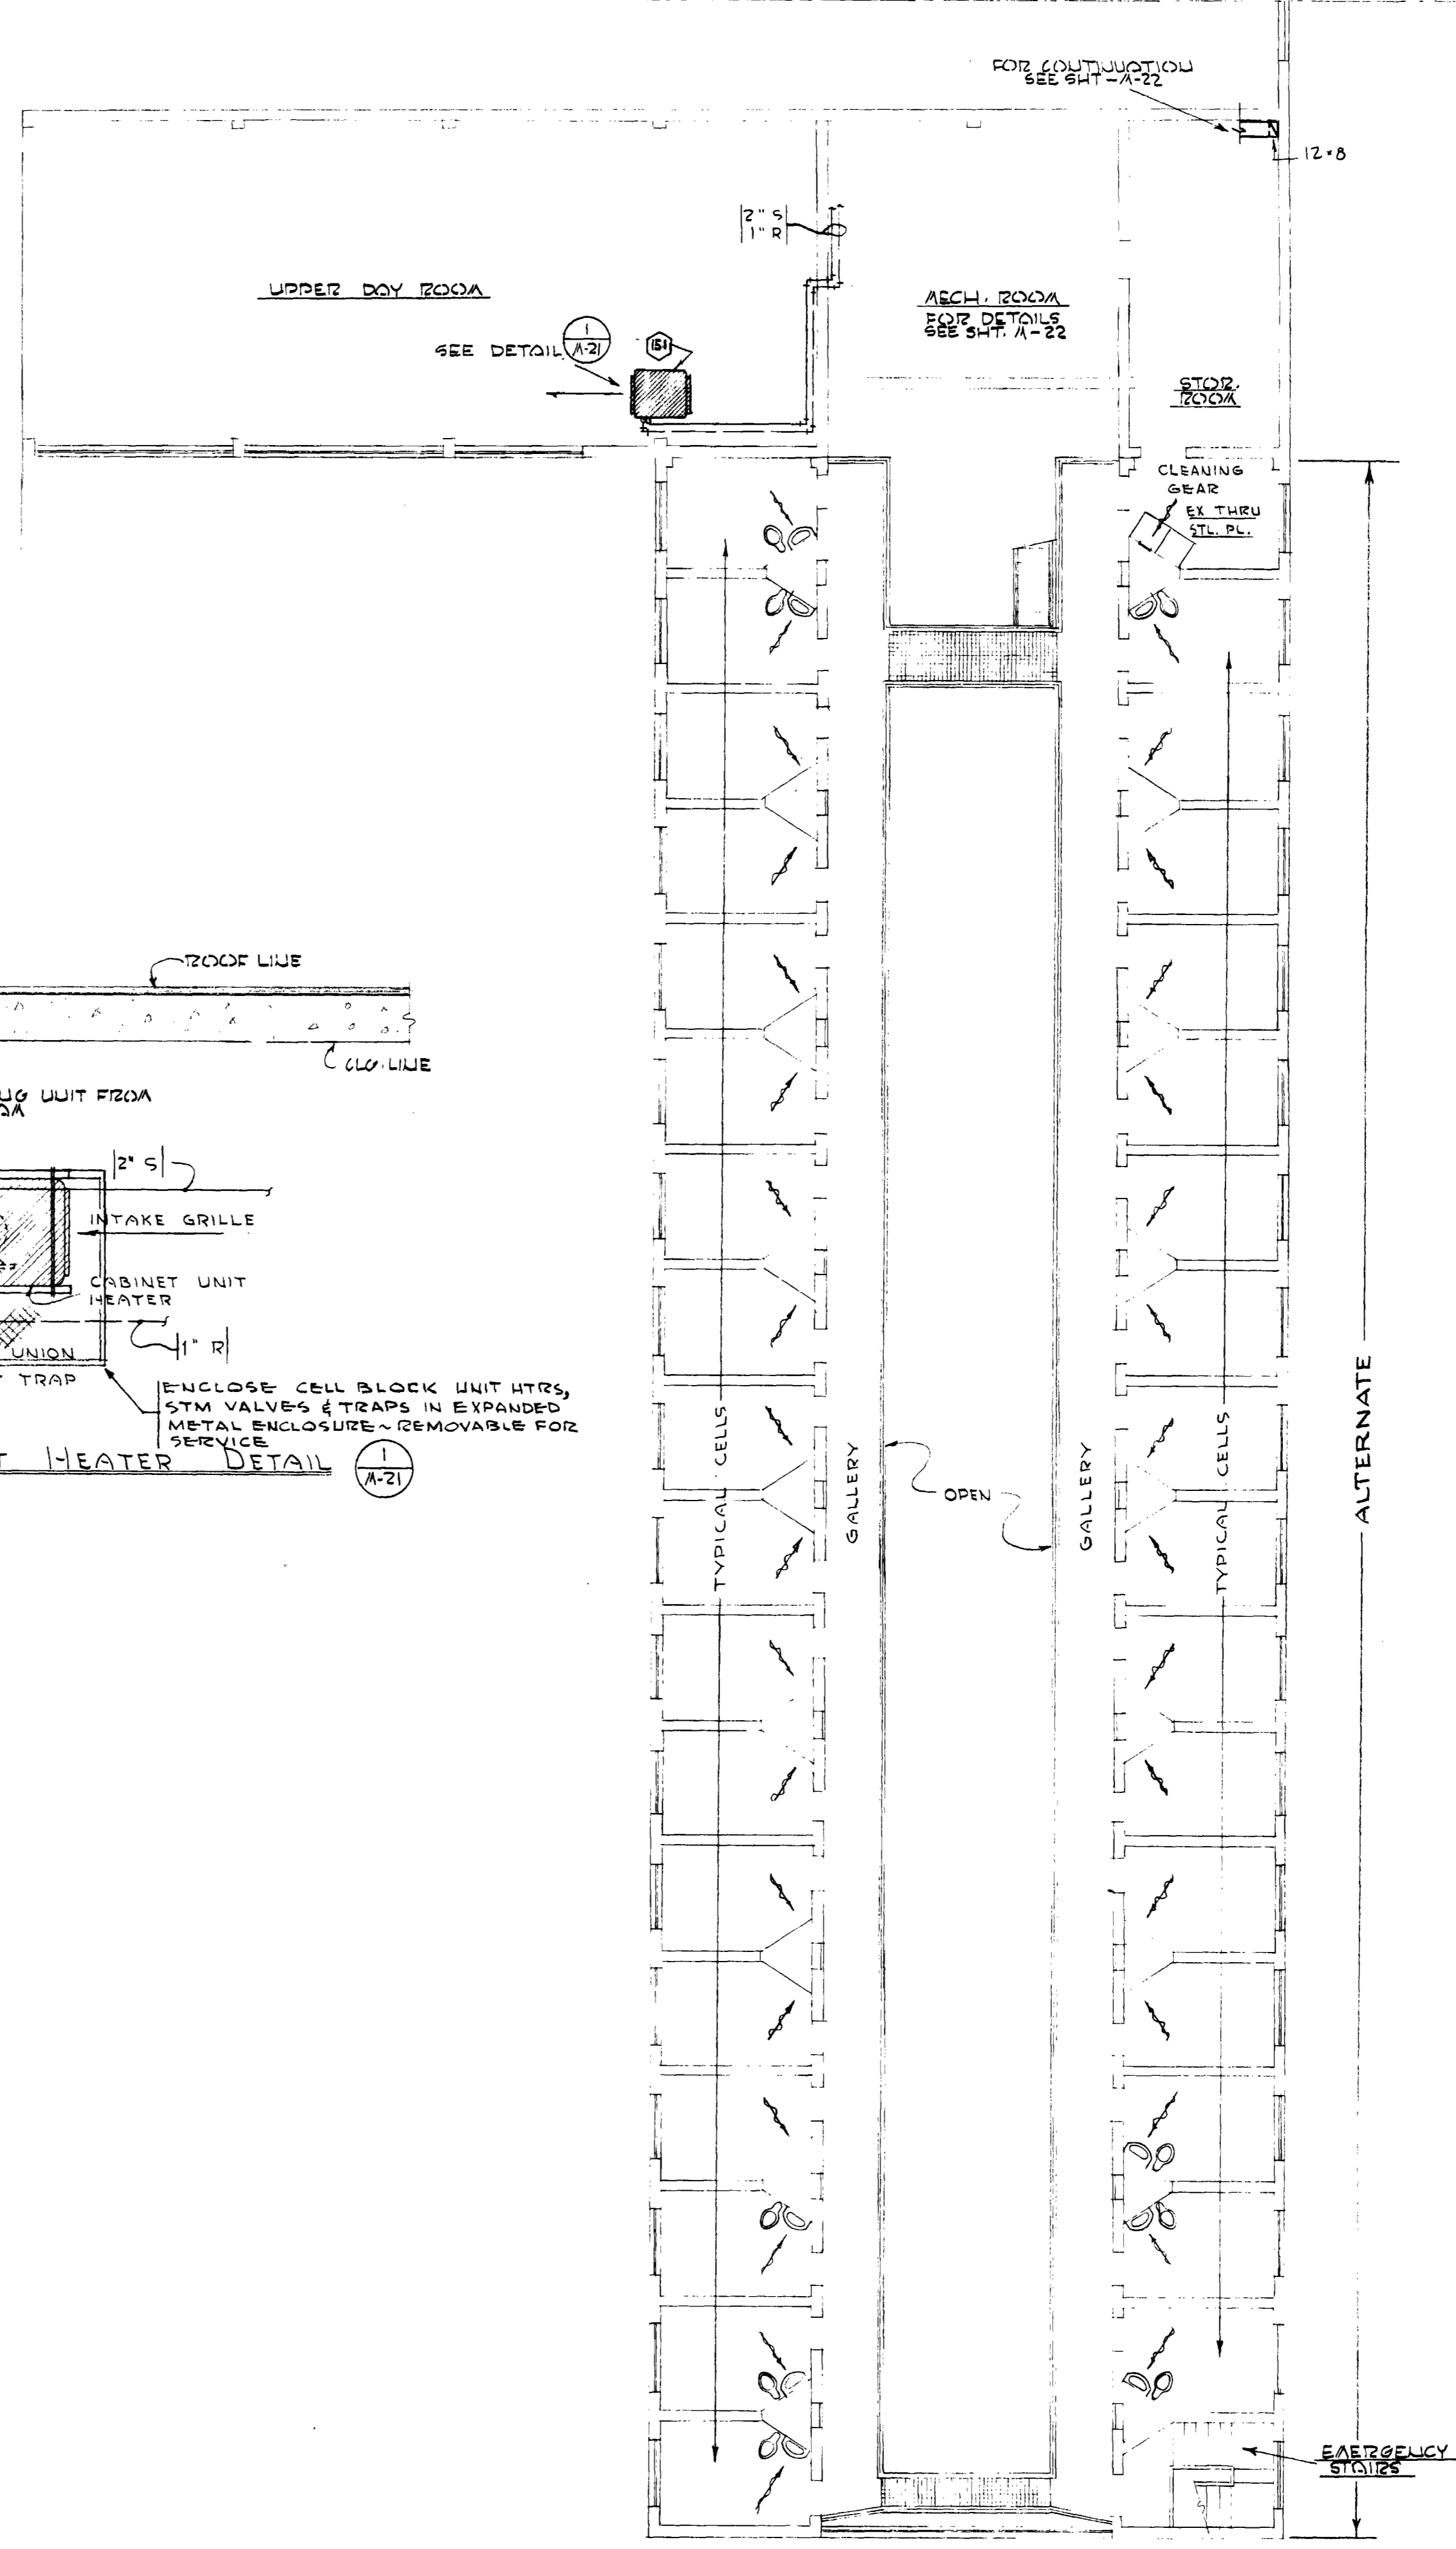 FOR CONTINUATION
SEE SHT-M-22
12×8
2" S
1" R
UPPER DAY ROOM
MECH. ROOM
FOR DETAILS
SEE SHT. M-22
SEE DETAIL
1
M-21
STOR.
ROOM
CLEANING
GEAR
EX THRU
STL. PL.
ROOF LINE
CLG. LINE
UNIT FROM
2" S
INTAKE GRILLE
CABINET UNIT
HEATER
1" R
UNION
TRAP
ENCLOSE CELL BLOCK UNIT HTRS,
STM VALVES & TRAPS IN EXPANDED
METAL ENCLOSURE~REMOVABLE FOR
SERVICE
HEATER DETAIL
1
M-21
TYPICAL CELLS
GALLERY
OPEN
GALLERY
TYPICAL CELLS
ALTERNATE
EMERGENCY
STAIRS